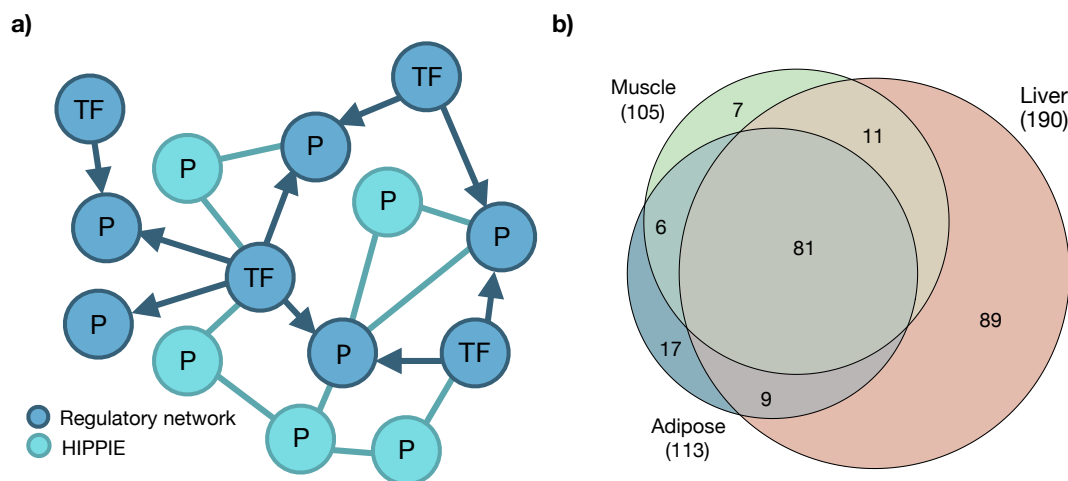 a)
TF
TF
P
P
P
P
P
TF
P
P
P
TF
P
P
P
Regulatory network
HIPPIE
b)
Muscle
(105)
Liver
(190)
7
11
6
81
89
17
9
Adipose
(113)